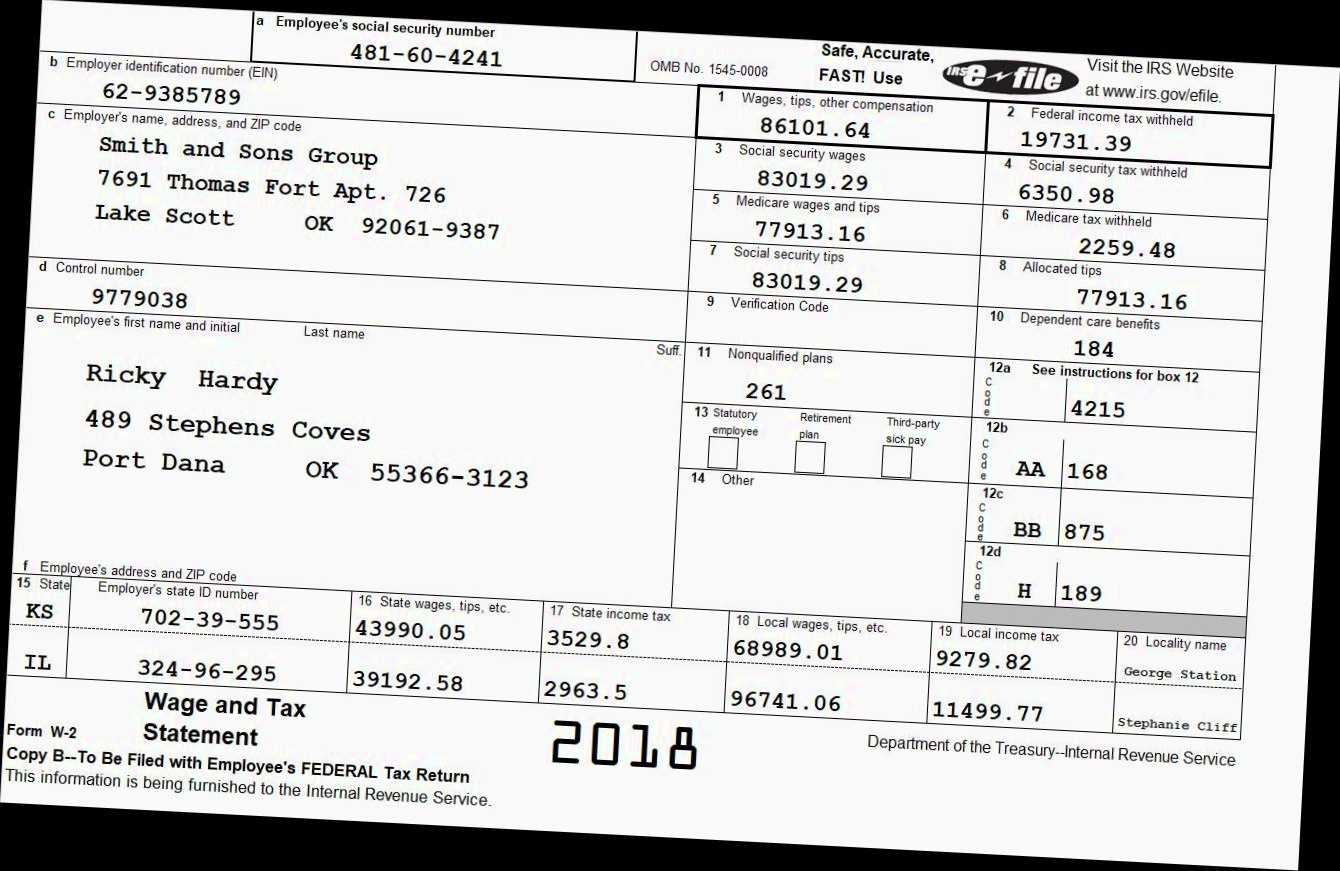 a Employee's social security number
481-60-4241
OMB No. 1545-0008
Safe, Accurate,
FAST! Use
IRS e-file
Visit the IRS Website
at www.irs.gov/efile.
b Employer identification number (EIN)
62-9385789
1 Wages, tips, other compensation
86101.64
2 Federal income tax withheld
19731.39
c Employer's name, address, and ZIP code
Smith and Sons Group
7691 Thomas Fort Apt. 726
Lake Scott OK 92061-9387
3 Social security wages
83019.29
4 Social security tax withheld
6350.98
5 Medicare wages and tips
77913.16
6 Medicare tax withheld
2259.48
7 Social security tips
83019.29
8 Allocated tips
77913.16
d Control number
9779038
9 Verification Code
10 Dependent care benefits
184
e Employee's first name and initial Last name Suff.
Ricky Hardy
489 Stephens Coves
Port Dana OK 55366-3123
11 Nonqualified plans
261
12a See instructions for box 12
Code 4215
13 Statutory employee Retirement plan Third-party sick pay
12b
Code AA 168
14 Other
12c
Code BB 875
12d
Code H 189
f Employee's address and ZIP code
15 State Employer's state ID number 16 State wages, tips, etc. 17 State income tax 18 Local wages, tips, etc. 19 Local income tax 20 Locality name
KS 702-39-555 43990.05 3529.8 68989.01 9279.82 George Station
IL 324-96-295 39192.58 2963.5 96741.06 11499.77 Stephanie Cliff
Form W-2
Wage and Tax
Statement
2018
Department of the Treasury--Internal Revenue Service
Copy B--To Be Filed with Employee's FEDERAL Tax Return
This information is being furnished to the Internal Revenue Service.